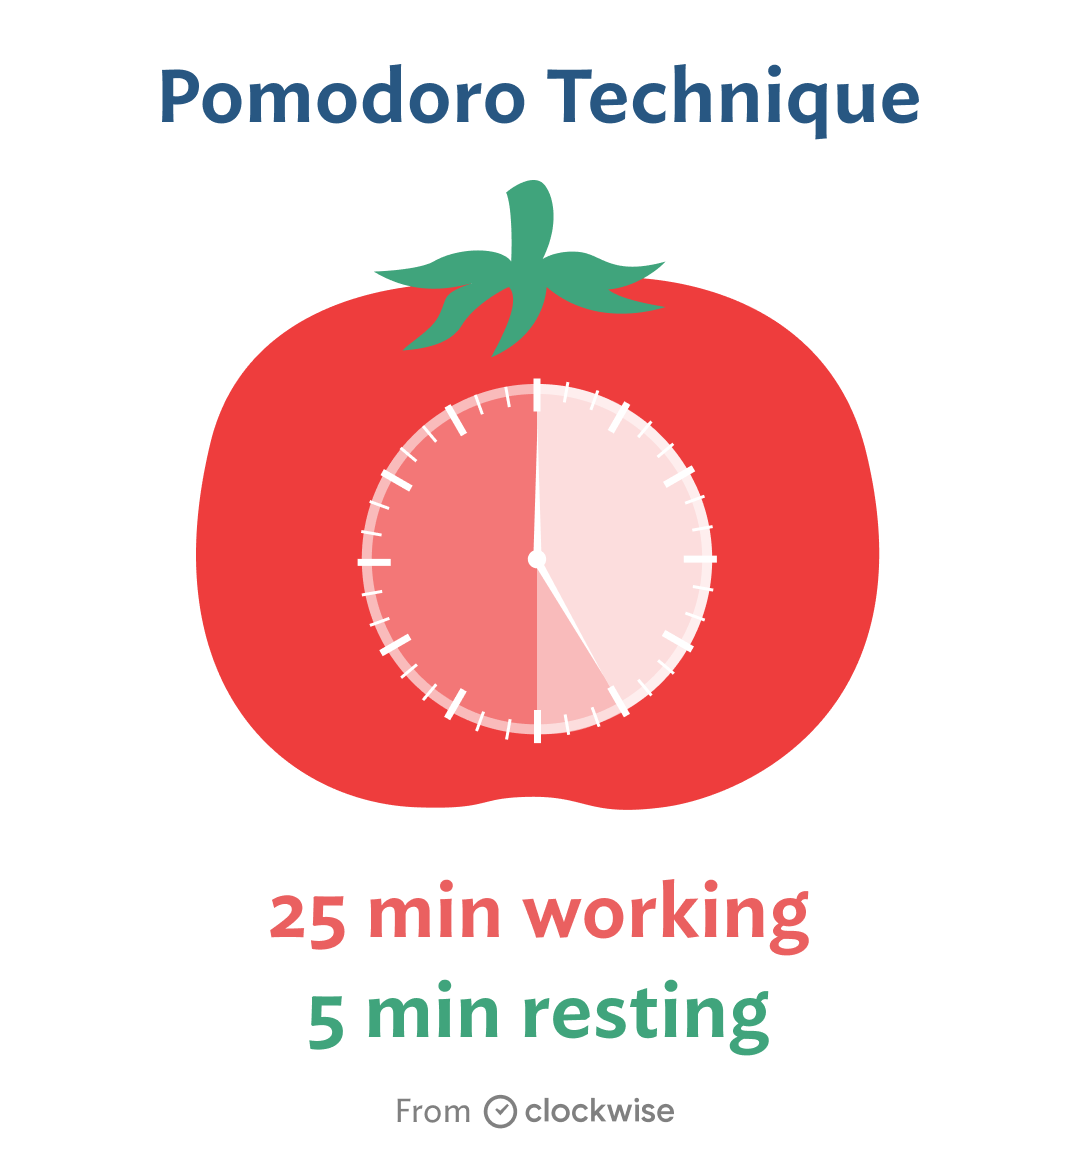 Pomodoro Technique
25 min working
5 min resting
From clockwise